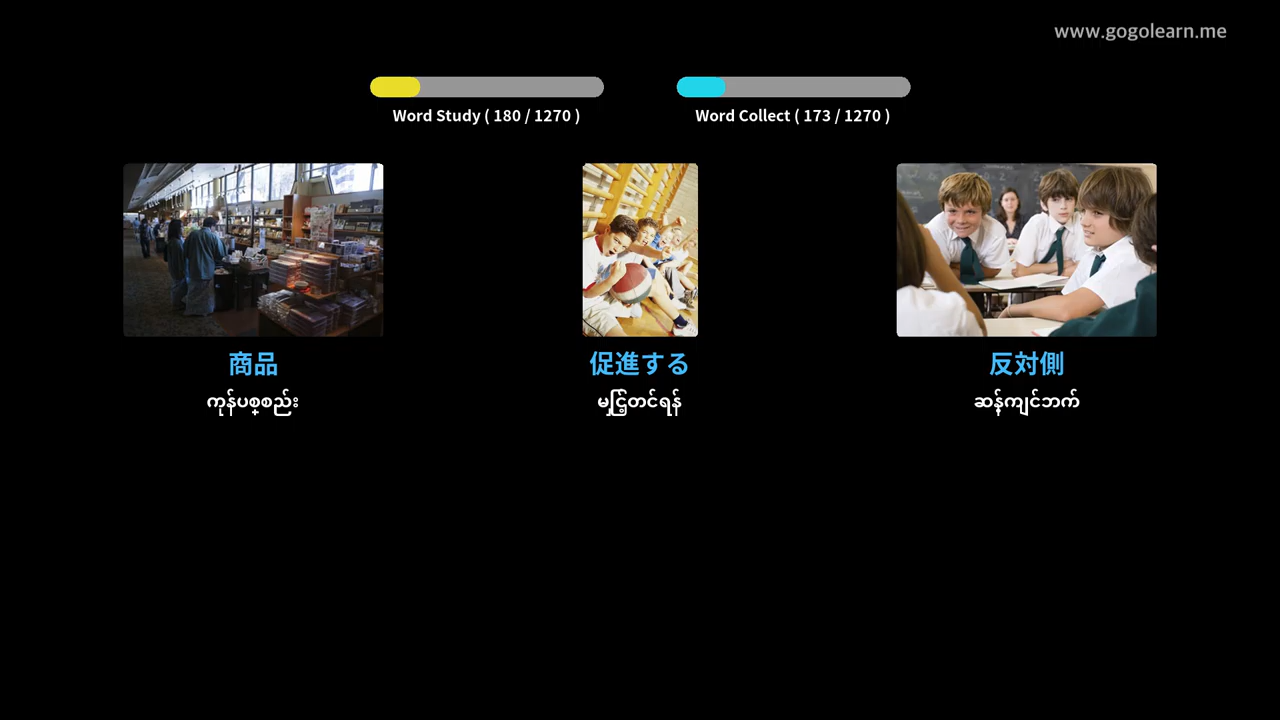 www.gogolearn.me
Word Study ( 180 / 1270 )
Word Collect ( 173 / 1270 )
商品
促進する
反対側
ကုန်ပစ္စည်း
မြှင့်တင်ရန်
ဆန့်ကျင်ဘက်